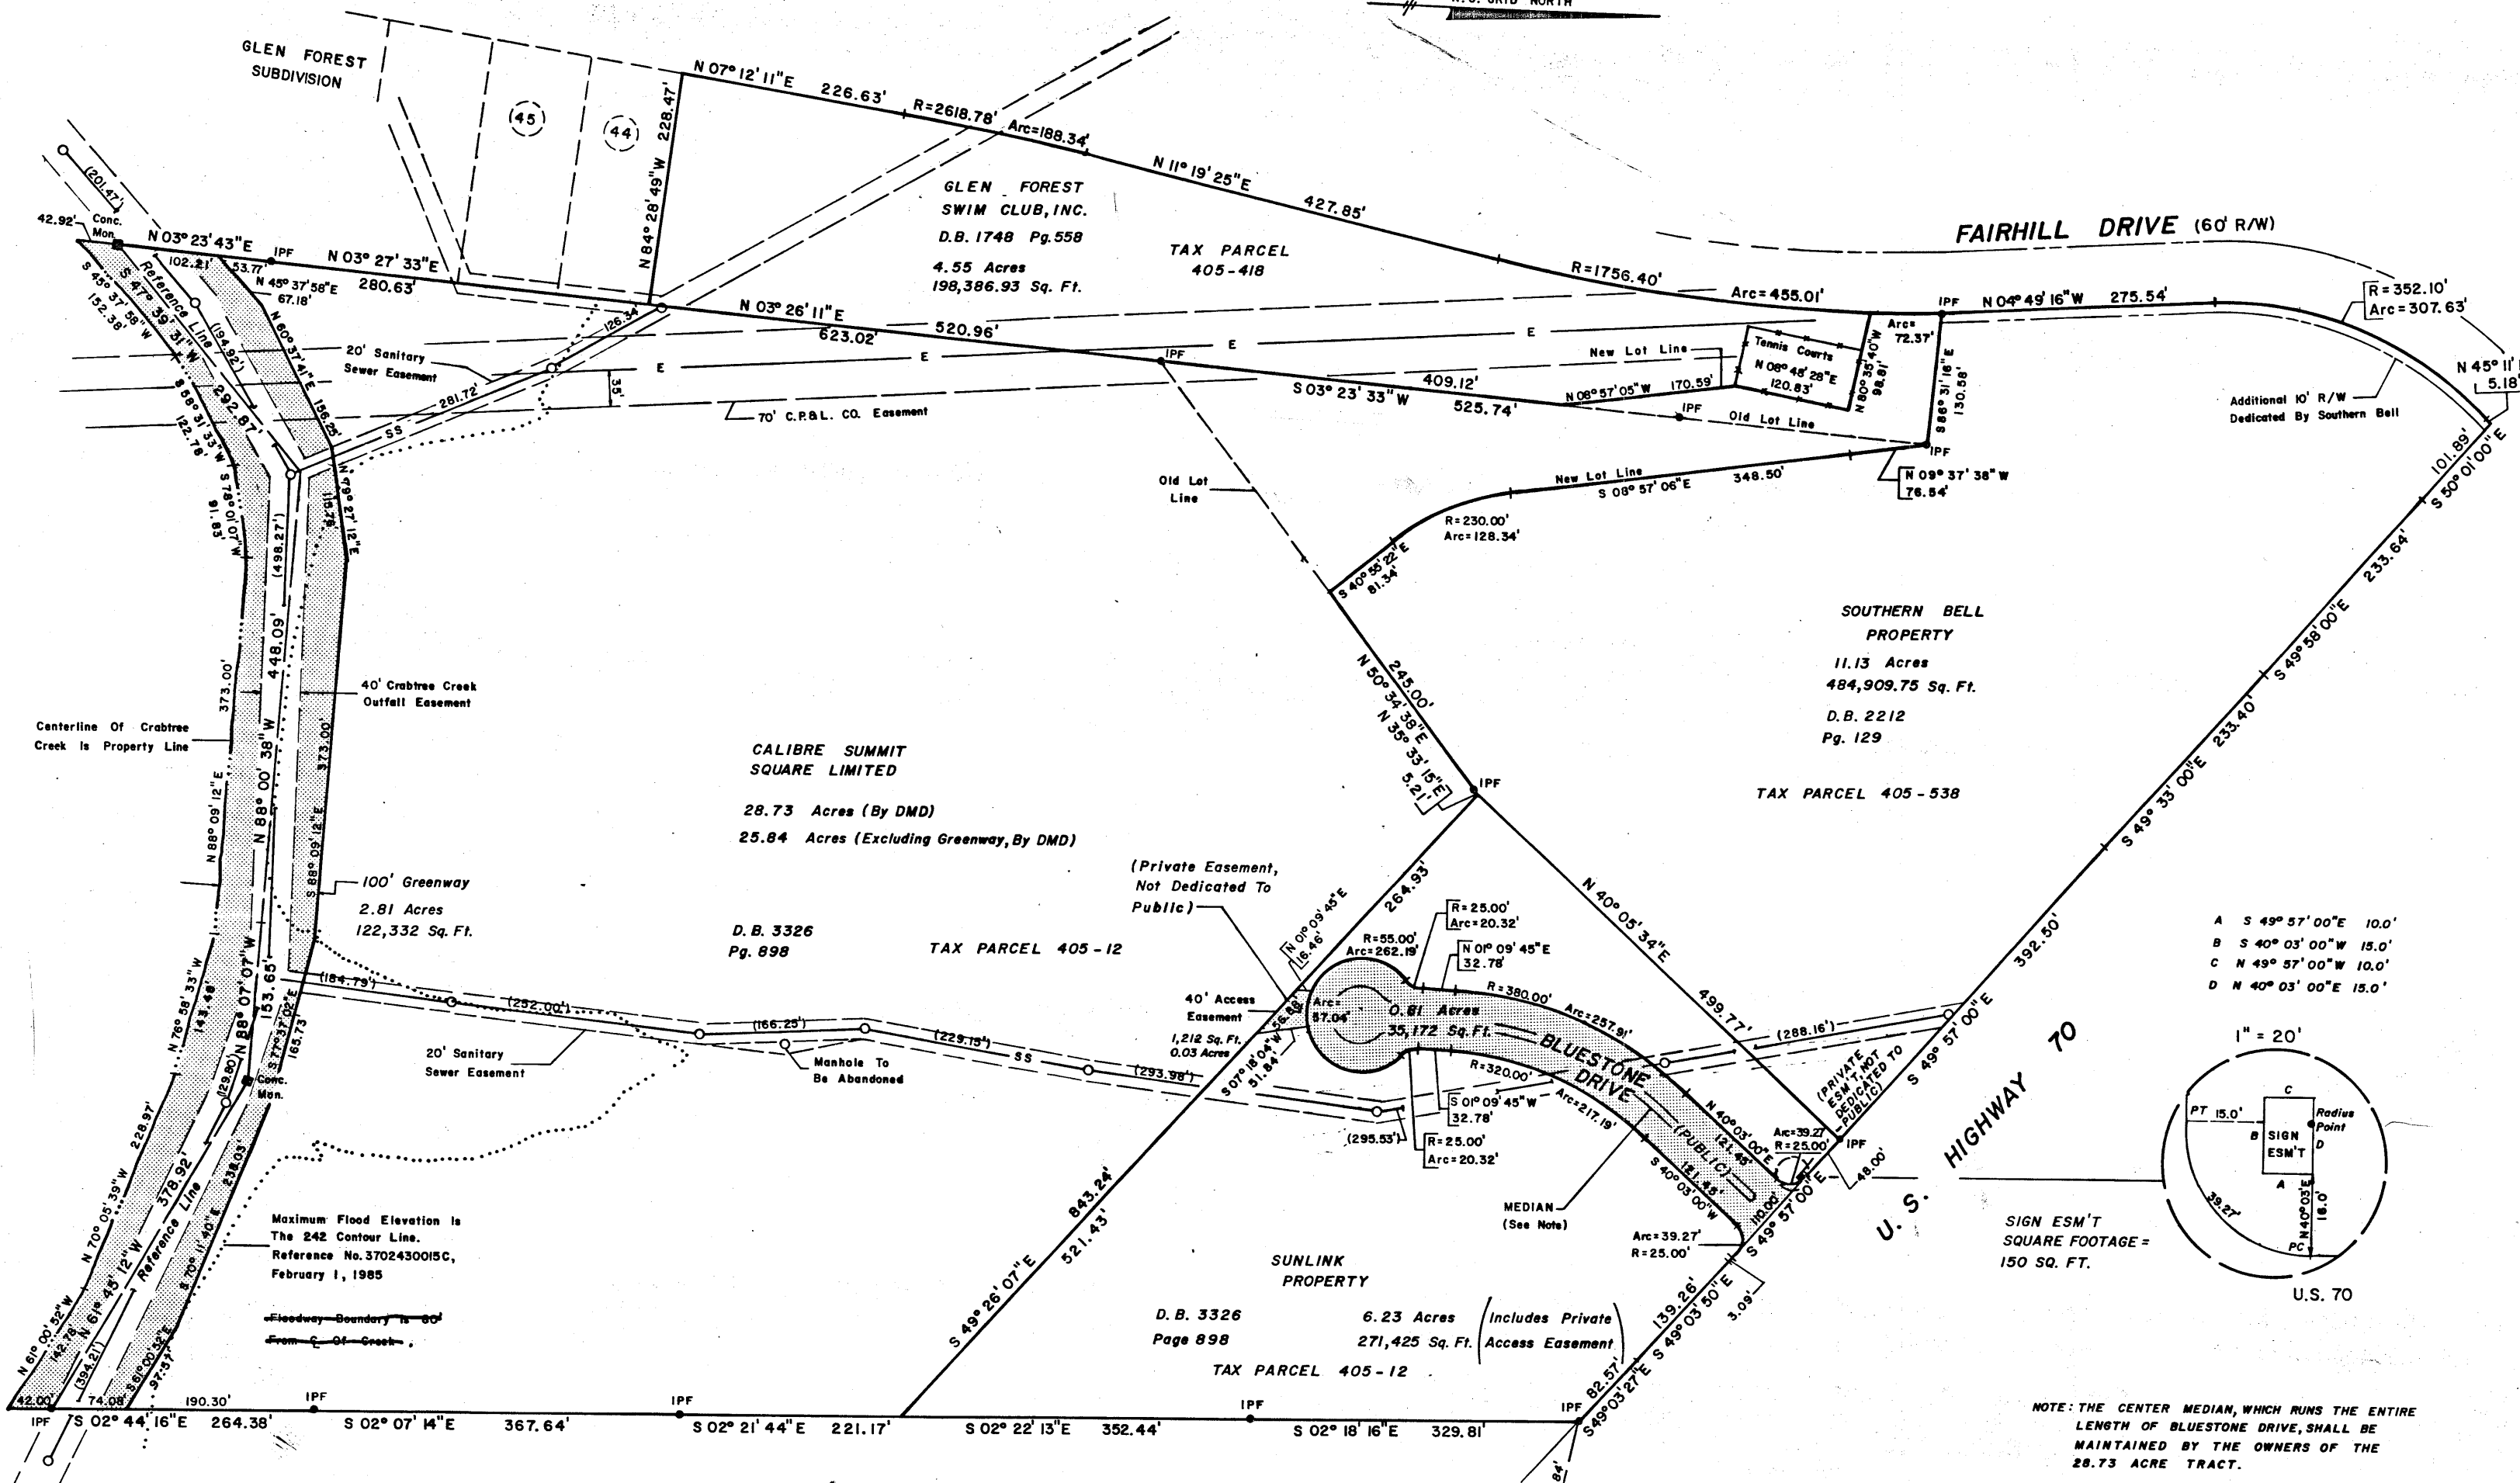 N.C. GRID NORTH
GLEN FOREST
SUBDIVISION
45
44
N 84° 28' 49" W 228.47'
N 07° 12' 11" E 226.63'
R=2618.78' Arc=188.34'
N 11° 19' 25" E 427.85'
GLEN FOREST
SWIM CLUB, INC.
D.B. 1748 Pg. 558
4.55 Acres
198,386.93 Sq. Ft.
TAX PARCEL
405-418
FAIRHILL DRIVE (60' R/W)
R=1756.40' Arc=455.01'
IPF
N 04° 49' 16" W 275.54'
R=352.10'
Arc=307.63'
N 45° 11'
5.18'
Additional 10' R/W
Dedicated By Southern Bell
(201.47')
42.92'
Conc.
Mon.
N 03° 23' 43" E
102.21'
53.77'
IPF
N 03° 27' 33" E
280.63'
N 45° 37' 58" E
67.18'
Reference Line
S 47° 39' 31" W
292.87'
(194.92')
S 45° 37' 58" W
152.38'
N 60° 37' 41" E 156.25'
S 58° 31' 33" W
122.78'
S 78° 01' 07" W
91.83'
N 79° 27' 12" E
115.76'
20' Sanitary
Sewer Easement
126.34'
281.72'
SS
35'
E
E
E
E
70' C.P.&L. CO. Easement
N 03° 26' 11" E 520.96'
623.02'
IPF
S 03° 23' 33" W
409.12'
525.74'
N 08° 57' 05" W 170.59'
New Lot Line
Tennis Courts
N 08° 48' 28" E
120.83'
N 80° 35' 40" W
98.81'
Arc=
72.37'
S 86° 31' 16" E
130.58'
IPF
Old Lot Line
IPF
N 09° 37' 38" W
76.54'
New Lot Line
S 08° 57' 06" E 348.50'
Old Lot
Line
R=230.00'
Arc=128.34'
S 40° 55' 22" E
81.34'
101.89'
S 50° 01' 00" E
233.64'
S 49° 58' 00" E
233.40'
S 49° 33' 00" E
392.50'
S 49° 57' 00" E
SOUTHERN BELL
PROPERTY
11.13 Acres
484,909.75 Sq. Ft.
D.B. 2212
Pg. 129
TAX PARCEL 405-538
245.00'
N 50° 34' 38" E
N 35° 33' 15" E
5.21'
IPF
(498.27')
448.09'
N 88° 00' 38" W
373.00'
N 88° 09' 12" E
373.00'
S 88° 09' 12" E
40' Crabtree Creek
Outfall Easement
Centerline Of Crabtree
Creek Is Property Line
CALIBRE SUMMIT
SQUARE LIMITED
28.73 Acres (By DMD)
25.84 Acres (Excluding Greenway, By DMD)
100' Greenway
2.81 Acres
122,332 Sq. Ft.
D.B. 3326
Pg. 898
TAX PARCEL 405-12
(Private Easement,
Not Dedicated To
Public)
N 01° 09' 45" E
16.46'
264.93'
N 40° 05' 34" E
499.77'
R=25.00'
Arc=20.32'
R=55.00'
Arc=262.19'
N 01° 09' 45" E
32.78'
R=380.00' Arc=257.91'
40' Access
Easement
1,212 Sq. Ft.
0.03 Acres
56.88'
Arc=
57.04'
0.81 Acres
35,172 Sq. Ft.
BLUESTONE
DRIVE
(PUBLIC)
S 07° 18' 04" W
51.84'
R=320.00'
Arc=217.19'
S 01° 09' 45" W
32.78'
R=25.00'
Arc=20.32'
(288.16')
N 40° 03' 00" E
121.45'
S 40° 03' 00" W
121.45'
Arc=39.27'
R=25.00'
(PRIVATE
ESM'T, NOT
DEDICATED TO
PUBLIC)
IPF
48.00'
110.00'
S 49° 57' 00" E
U.S. HIGHWAY 70
MEDIAN
(See Note)
Arc=39.27'
R=25.00'
139.26'
S 49° 03' 50" E
3.09'
82.57'
S 49° 03' 27" E
N 76° 58' 33" W
143.48'
N 88° 07' 07" W
153.65'
S 77° 37' 02" E
165.73'
(184.79')
(252.00')
(166.25')
(229.15')
SS
(293.98')
(295.53')
20' Sanitary
Sewer Easement
Manhole To
Be Abandoned
(129.80')
Conc.
Mon.
228.97'
N 70° 05' 39" W
378.92'
N 61° 45' 12" W
Reference Line
238.03'
S 70° 11' 40" E
N 61° 00' 52" W
142.78'
(394.21')
S 61° 00' 52" E
97.57'
Maximum Flood Elevation Is
The 242 Contour Line.
Reference No. 3702430015C,
February 1, 1985
Floodway Boundary Is 60'
From ℄ Of Creek.
843.24'
S 49° 26' 07" E 521.43'
SUNLINK
PROPERTY
D.B. 3326
Page 898
6.23 Acres
271,425 Sq. Ft.
(Includes Private
Access Easement)
TAX PARCEL 405-12
42.00'
74.08'
190.30'
IPF
IPF
IPF
IPF
IPF
S 02° 44' 16" E 264.38'
S 02° 07' 14" E 367.64'
S 02° 21' 44" E 221.17'
S 02° 22' 13" E 352.44'
S 02° 18' 16" E 329.81'
84'
A S 49° 57' 00" E 10.0'
B S 40° 03' 00" W 15.0'
C N 49° 57' 00" W 10.0'
D N 40° 03' 00" E 15.0'
1" = 20'
C
PT 15.0'
B
SIGN
ESM'T
Radius
Point
D
A
N 40° 03' E
16.0'
39.27'
PC
U.S. 70
SIGN ESM'T
SQUARE FOOTAGE =
150 SQ. FT.
NOTE: THE CENTER MEDIAN, WHICH RUNS THE ENTIRE
LENGTH OF BLUESTONE DRIVE, SHALL BE
MAINTAINED BY THE OWNERS OF THE
28.73 ACRE TRACT.